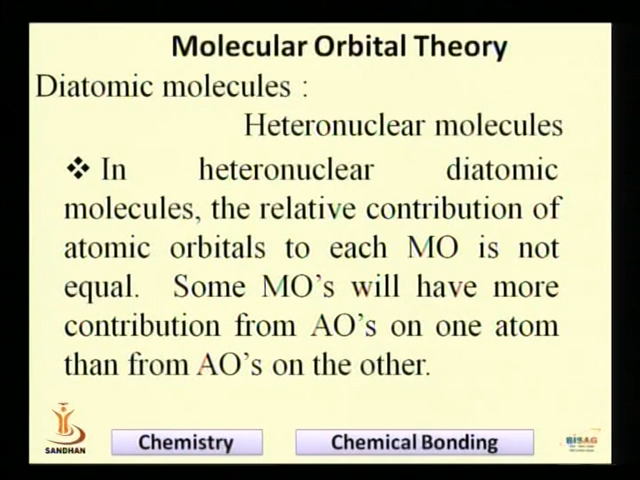 Molecular Orbital Theory
Diatomic molecules :
Heteronuclear molecules
❖ In heteronuclear diatomic
molecules, the relative contribution of
atomic orbitals to each MO is not
equal. Some MO's will have more
contribution from AO's on one atom
than from AO's on the other.
SANDHAN
Chemistry
Chemical Bonding
BISAG